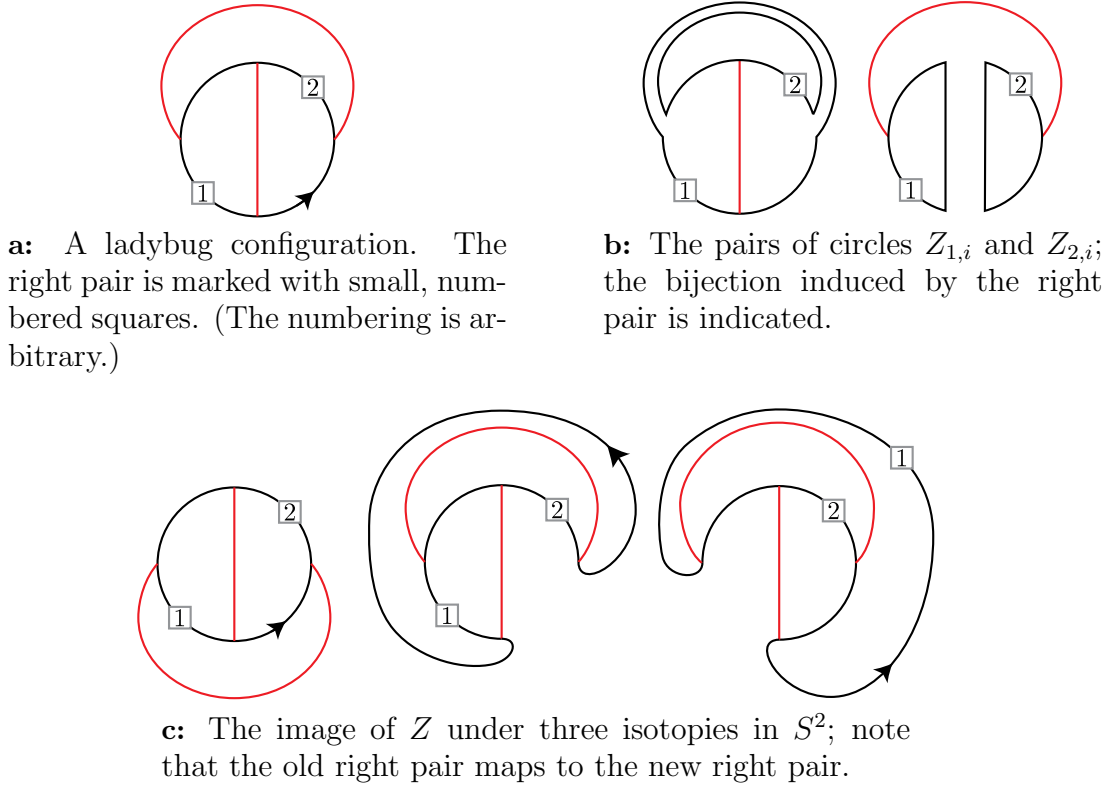 2
1
2
1
2
1
a: A ladybug configuration. The
right pair is marked with small, num-
bered squares. (The numbering is ar-
bitrary.)
b: The pairs of circles Z1,i and Z2,i;
the bijection induced by the right
pair is indicated.
2
1
2
1
1
2
c: The image of Z under three isotopies in S²; note
that the old right pair maps to the new right pair.